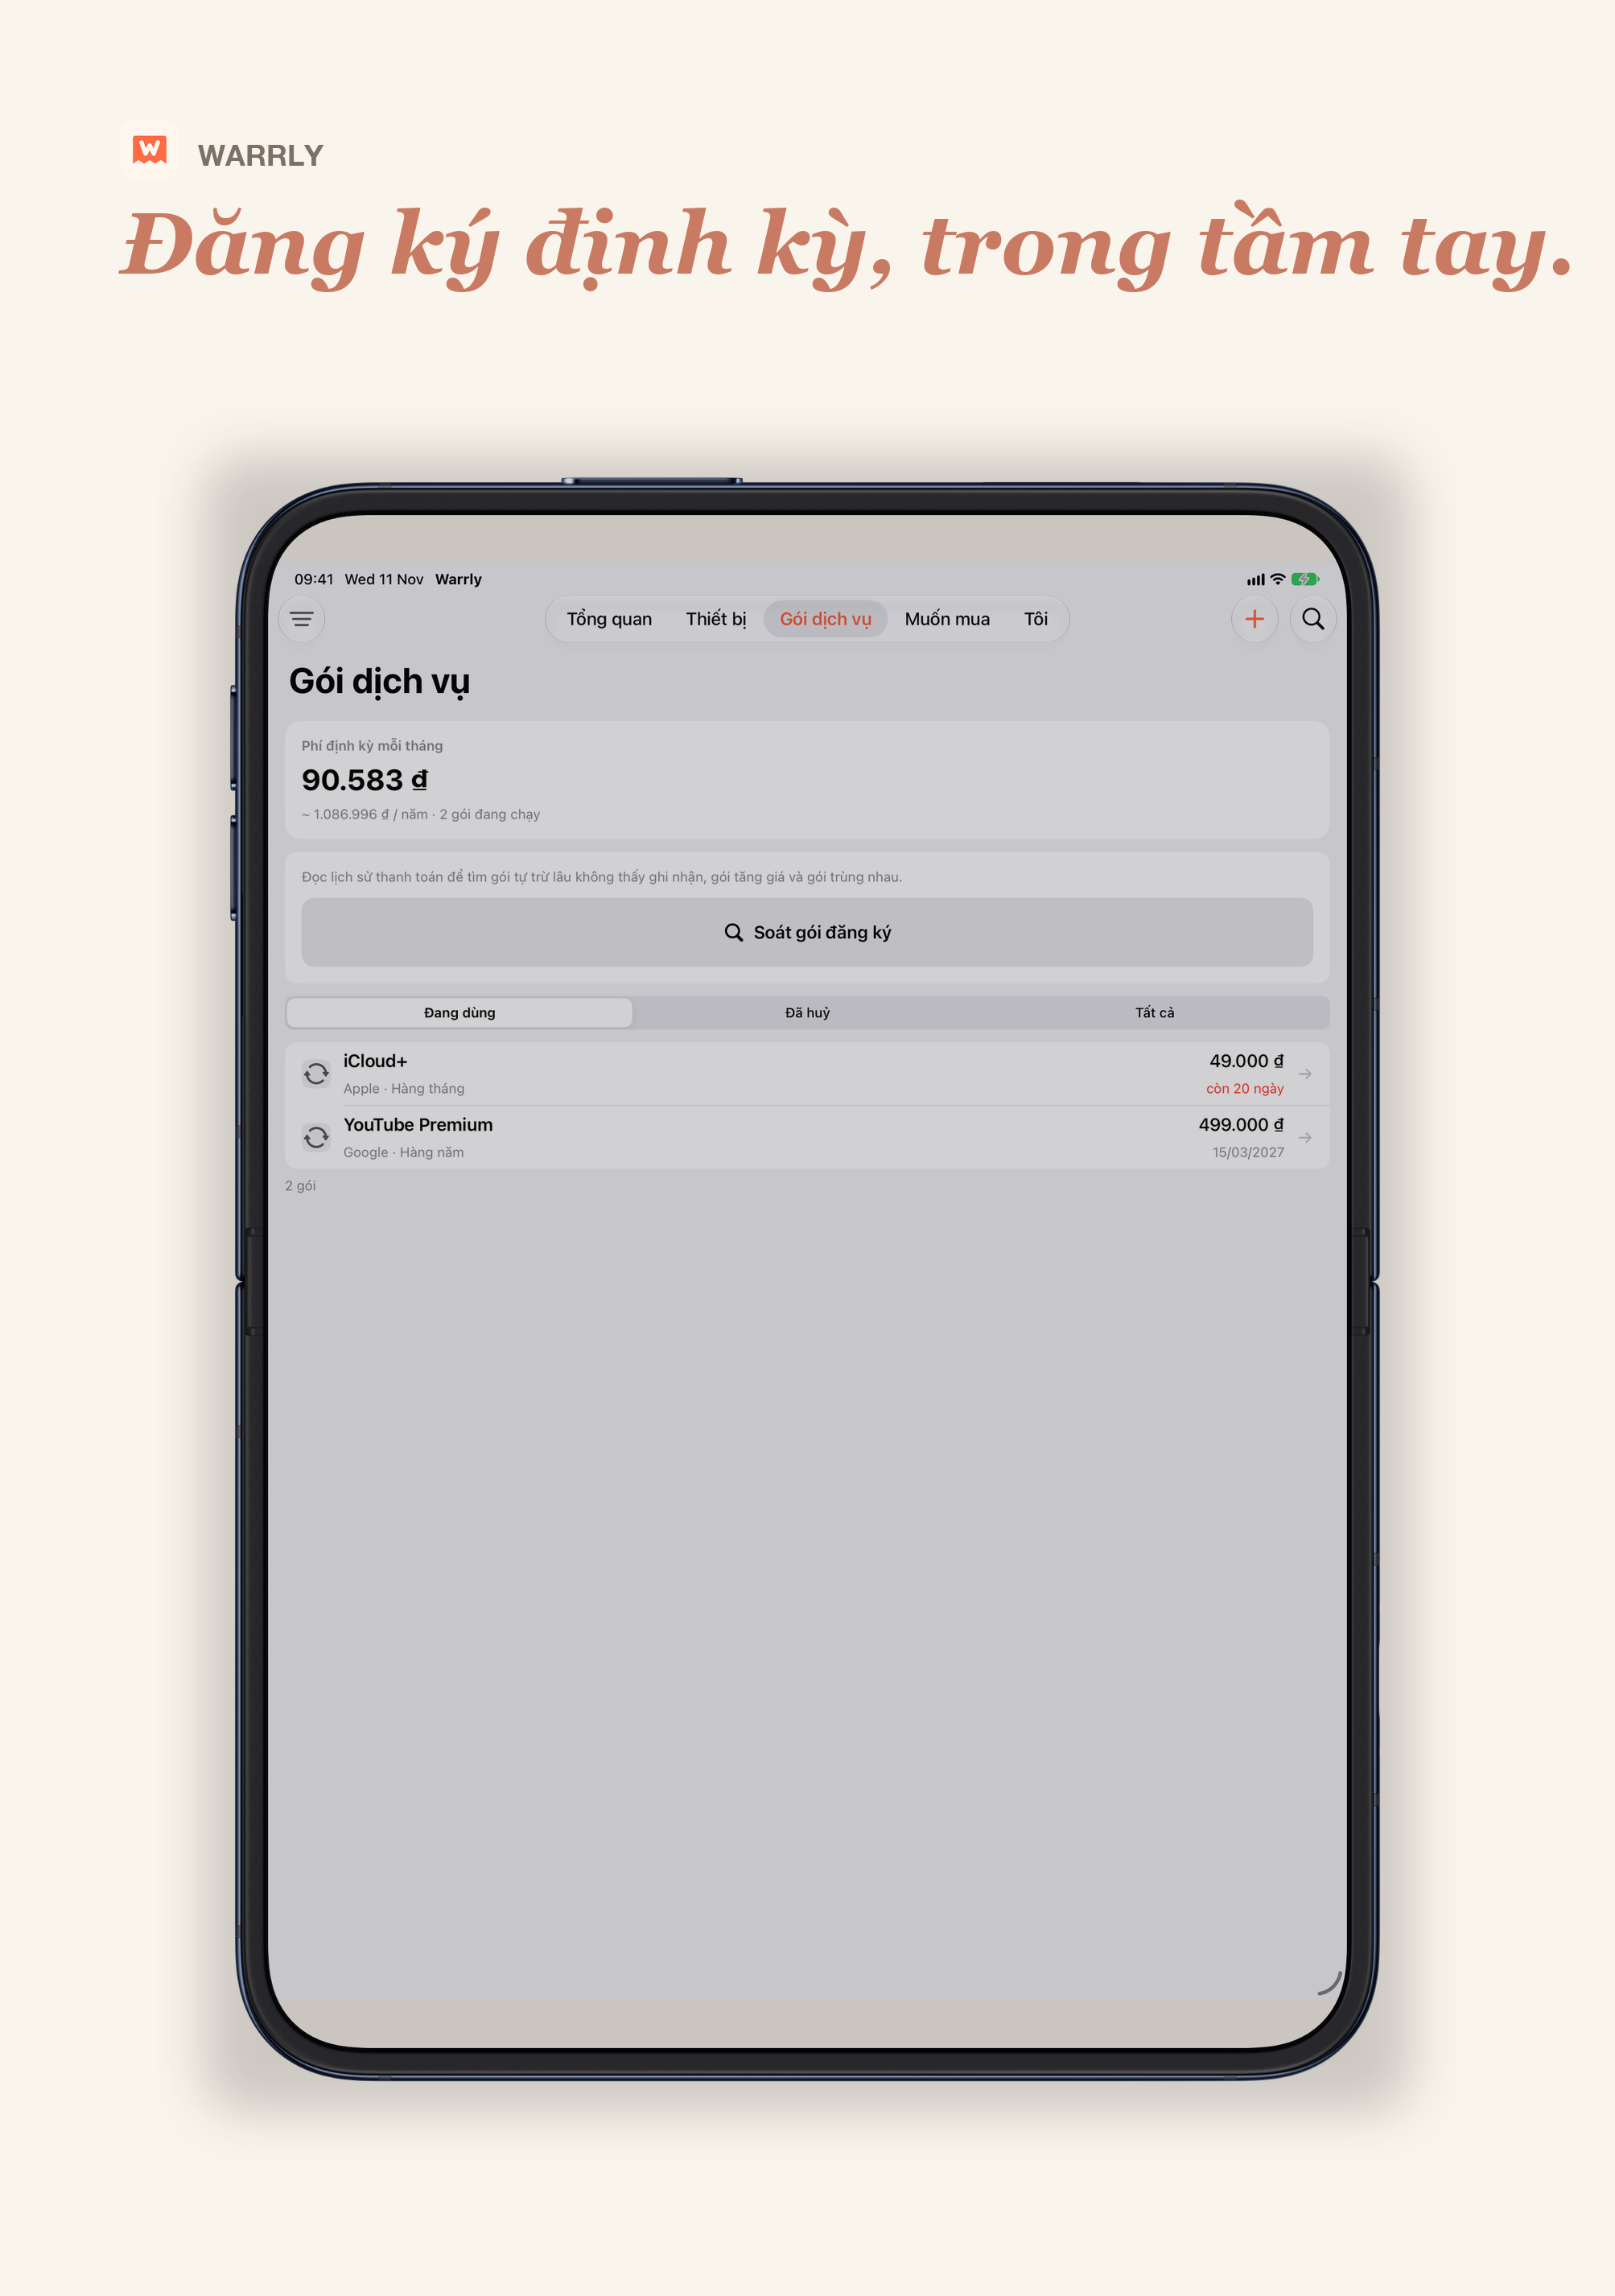 WARRLY
Đăng ký định kỳ, trong tầm tay.
09:41 Wed 11 Nov Warrly
Tổng quan Thiết bị Gói dịch vụ Muốn mua Tôi
Gói dịch vụ
Phí định kỳ mỗi tháng
90.583 ₫
~ 1.086.996 ₫ / năm · 2 gói đang chạy
Đọc lịch sử thanh toán để tìm gói tự trừ lâu không thấy ghi nhận, gói tăng giá và gói trùng nhau.
Soát gói đăng ký
Đang dùng Đã huỷ Tất cả
iCloud+ 49.000 ₫
Apple · Hàng tháng còn 20 ngày
YouTube Premium 499.000 ₫
Google · Hàng năm 15/03/2027
2 gói